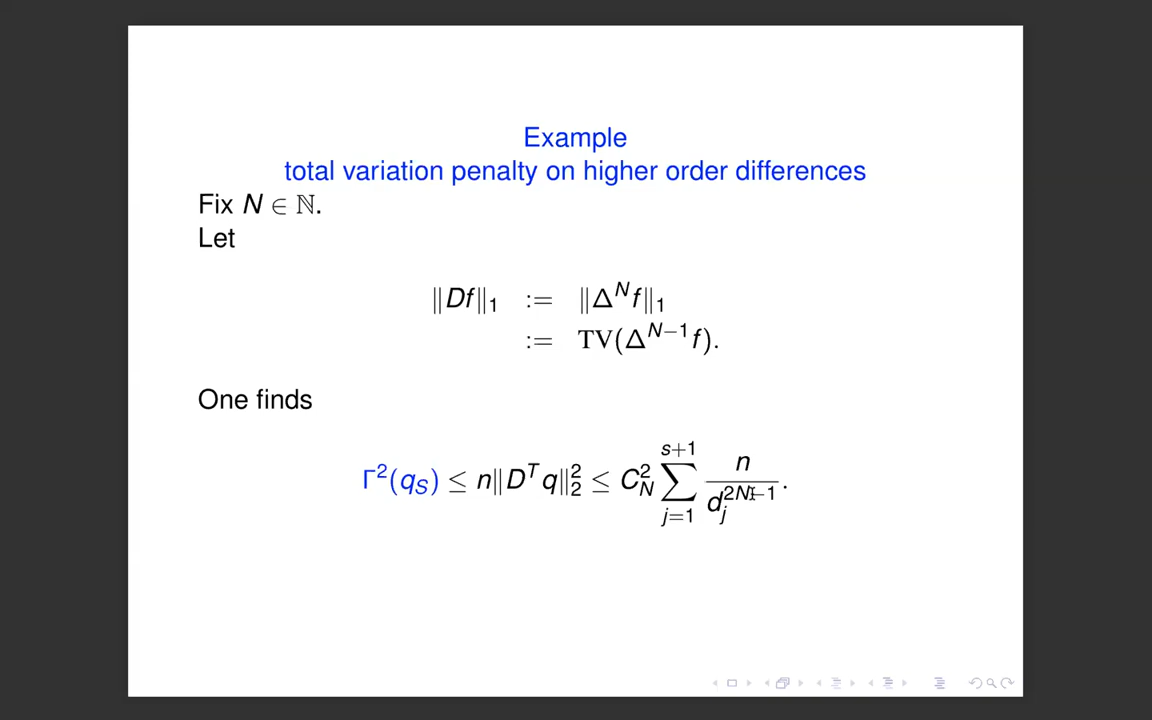 Example
total variation penalty on higher order differences
Fix N ∈ ℕ.
Let
‖Df‖₁ := ‖Δᴺf‖₁
:= TV(Δᴺ⁻¹f).
One finds
Γ²(q_S) ≤ n‖Dᵀq‖₂² ≤ C_N² ∑_{j=1}^{s+1} n / d_j^{2N−1}.